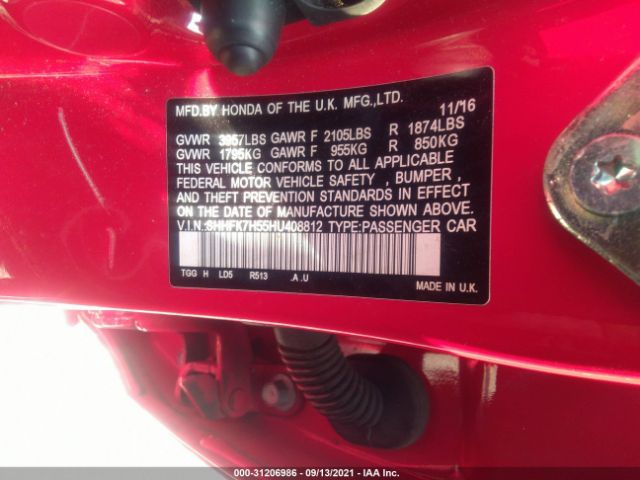 MFD.BY HONDA OF THE U.K. MFG.,LTD. 11/16
GVWR 3957LBS GAWR F 2105LBS R 1874LBS
GVWR 1795KG GAWR F 955KG R 850KG
THIS VEHICLE CONFORMS TO ALL APPLICABLE
FEDERAL MOTOR VEHICLE SAFETY , BUMPER ,
AND THEFT PREVENTION STANDARDS IN EFFECT
ON THE DATE OF MANUFACTURE SHOWN ABOVE.
V.I.N.:SHHFK7H55HU408812 TYPE:PASSENGER CAR
TGG H LD5 R513 .A .U
MADE IN U.K.
000-31206986 - 09/13/2021 - IAA Inc.